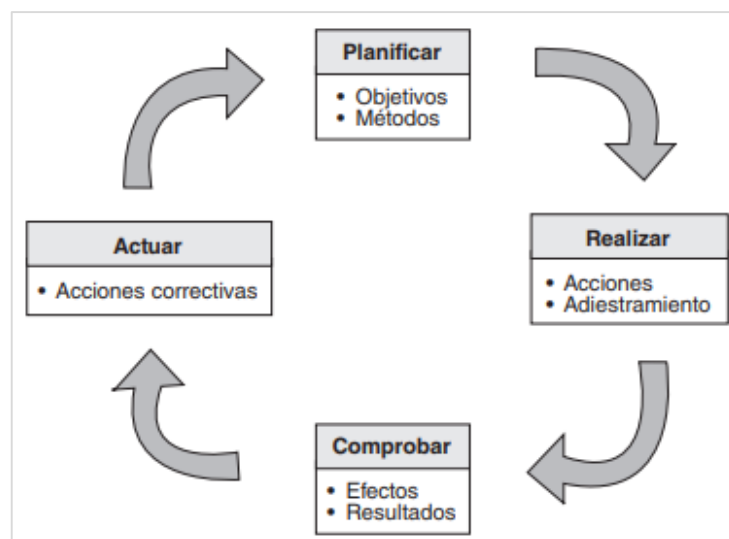 Planificar
• Objetivos
• Métodos
Realizar
• Acciones
• Adiestramiento
Comprobar
• Efectos
• Resultados
Actuar
• Acciones correctivas